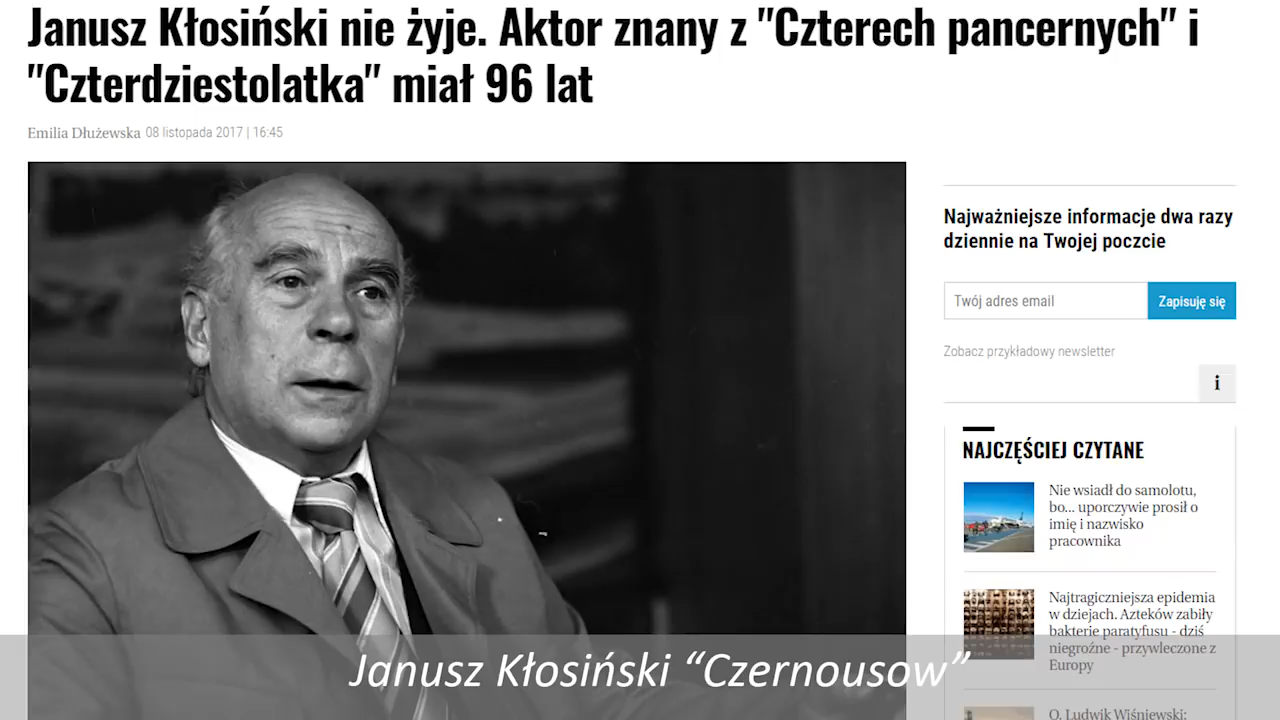 Janusz Kłosiński nie żyje. Aktor znany z "Czterech pancernych" i
"Czterdziestolatka" miał 96 lat
Emilia Dłużewska 08 listopada 2017 | 16:45
Najważniejsze informacje dwa razy
dziennie na Twojej poczcie
Twój adres email
Zapisuję się
Zobacz przykładowy newsletter
i
NAJCZĘŚCIEJ CZYTANE
Nie wsiadł do samolotu,
bo... uporczywie prosił o
imię i nazwisko
pracownika
Najtragiczniejsza epidemia
w dziejach. Azteków zabiły
bakterie paratyfusu - dziś
niegroźne - przywleczone z
Europy
O. Ludwik Wiśniewski:
Janusz Kłosiński “Czernousow”